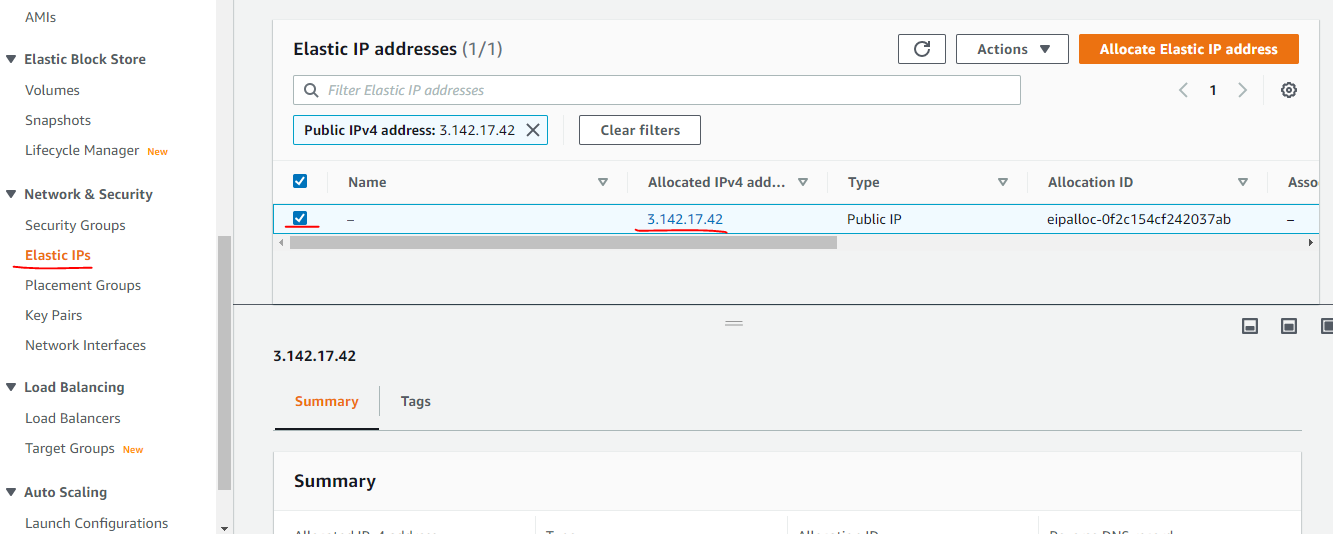 AMIs
Elastic Block Store
Volumes
Snapshots
Lifecycle Manager New
Network & Security
Security Groups
Elastic IPs
Placement Groups
Key Pairs
Network Interfaces
Load Balancing
Load Balancers
Target Groups New
Auto Scaling
Launch Configurations
Elastic IP addresses (1/1)
Actions
Allocate Elastic IP address
Filter Elastic IP addresses
1
Public IPv4 address: 3.142.17.42
Clear filters
Name Allocated IPv4 add... Type Allocation ID Asso
– 3.142.17.42 Public IP eipalloc-0f2c154cf242037ab –
3.142.17.42
Summary Tags
Summary